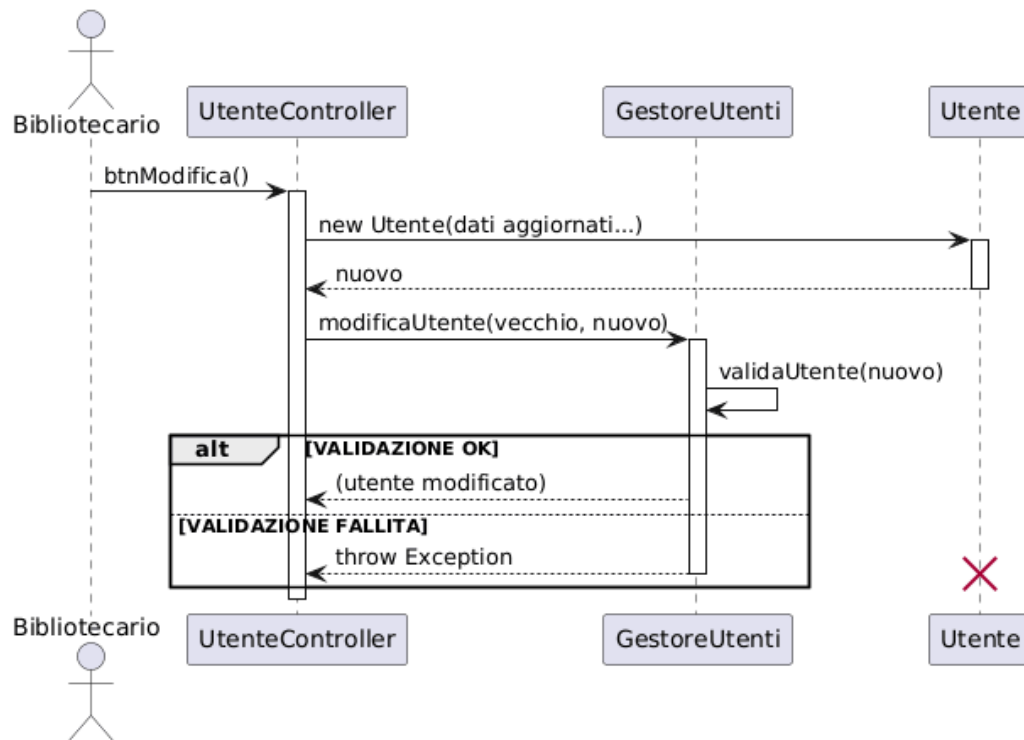 Bibliotecario
UtenteController
GestoreUtenti
Utente
btnModifica()
new Utente(dati aggiornati...)
nuovo
modificaUtente(vecchio, nuovo)
validaUtente(nuovo)
alt [VALIDAZIONE OK]
(utente modificato)
[VALIDAZIONE FALLITA]
throw Exception
Bibliotecario
UtenteController
GestoreUtenti
Utente